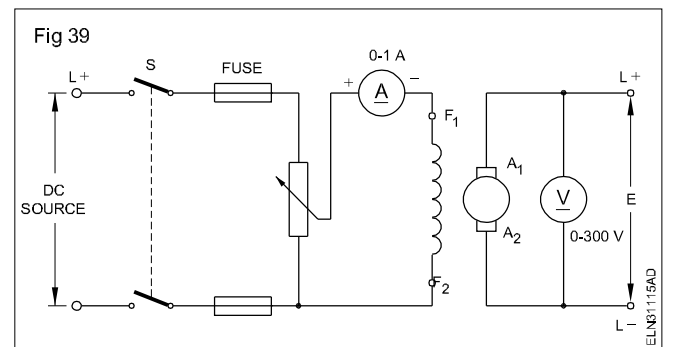 Fig 39
0-1 A
S
FUSE
L +
+
A
−
L +
F1
A1
DC
SOURCE
V
E
A2
0-300 V
F2
L −
ELN31115AD